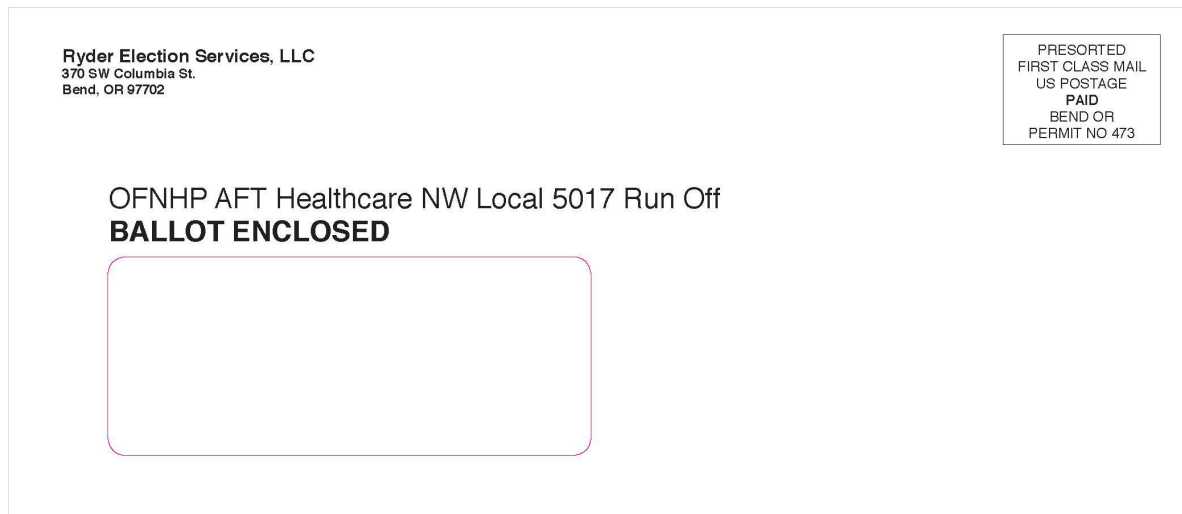 Ryder Election Services, LLC
370 SW Columbia St.
Bend, OR 97702
PRESORTED
FIRST CLASS MAIL
US POSTAGE
PAID
BEND OR
PERMIT NO 473
OFNHP AFT Healthcare NW Local 5017 Run Off
BALLOT ENCLOSED